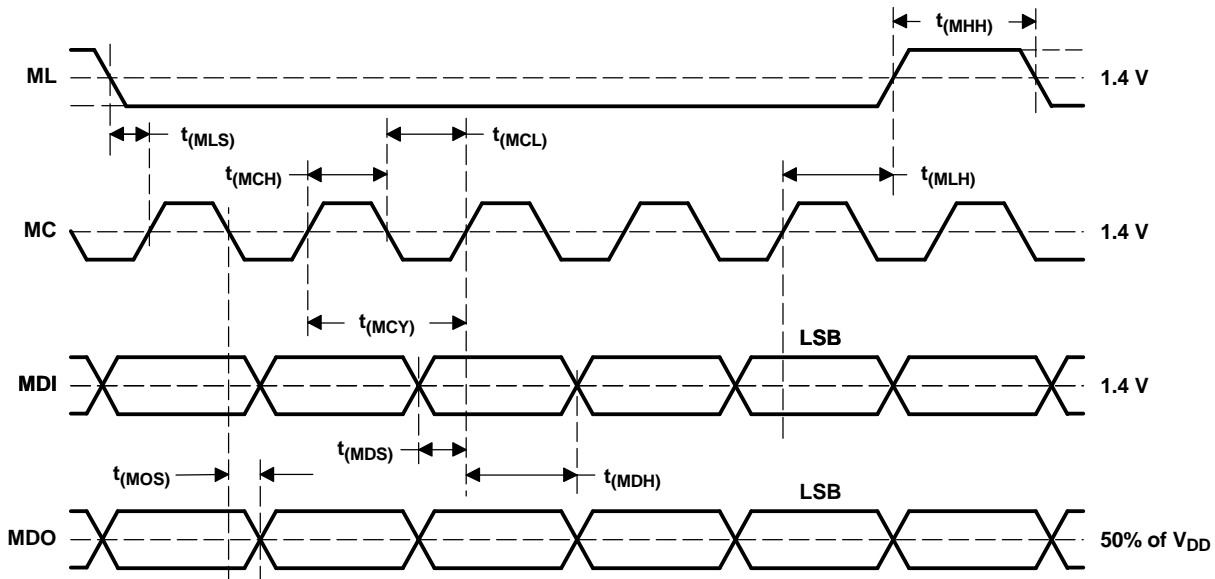 t(MHH)
ML
1.4 V
t(MLS)
t(MCL)
t(MCH)
t(MLH)
MC
1.4 V
t(MCY)
LSB
MDI
1.4 V
t(MDS)
t(MOS)
t(MDH)
LSB
MDO
50% of VDD